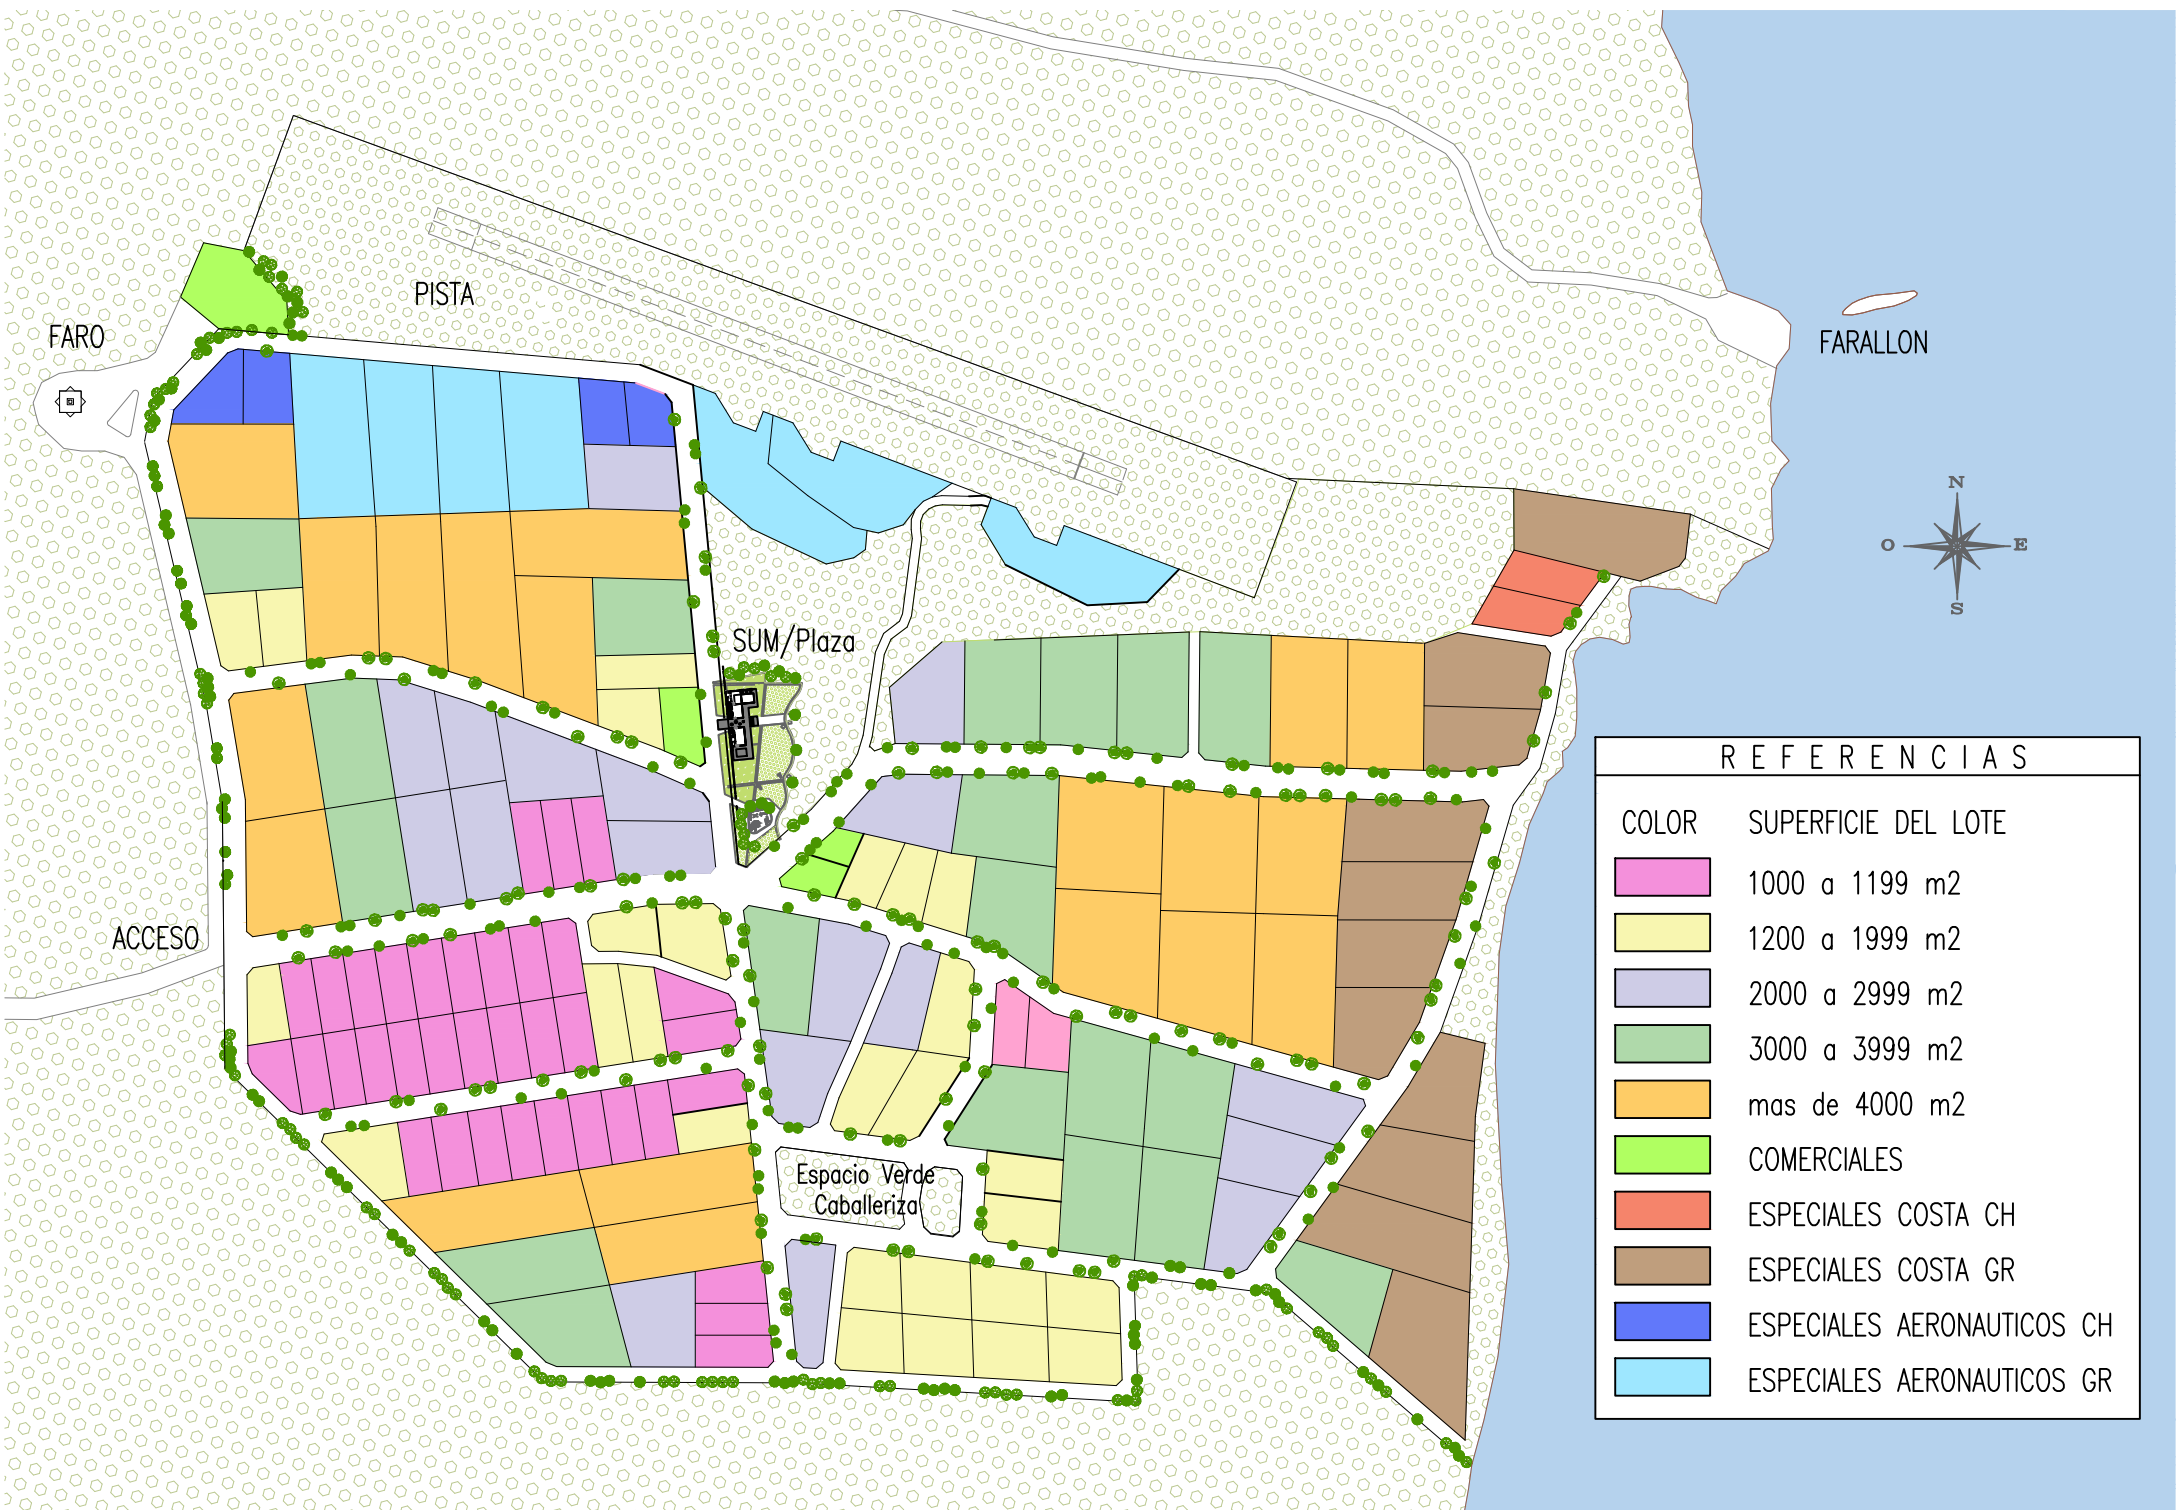 PISTA
FARO
FARALLON
N
O
E
S
SUM/Plaza
ACCESO
Espacio Verde
Caballeriza
REFERENCIAS
COLOR SUPERFICIE DEL LOTE
1000 a 1199 m2
1200 a 1999 m2
2000 a 2999 m2
3000 a 3999 m2
mas de 4000 m2
COMERCIALES
ESPECIALES COSTA CH
ESPECIALES COSTA GR
ESPECIALES AERONAUTICOS CH
ESPECIALES AERONAUTICOS GR